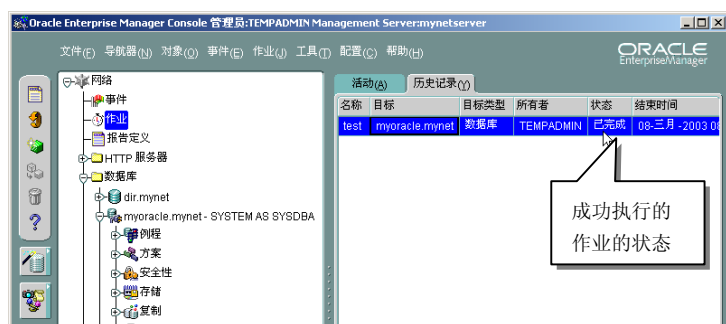 Oracle Enterprise Manager Console 管理员:TEMPADMIN Management Server:mynetserver
文件(F) 导航器(N) 对象(O) 事件(E) 作业(J) 工具(T) 配置(C) 帮助(H)
ORACLE
EnterpriseManager
网络
事件
作业
报告定义
HTTP 服务器
数据库
dir.mynet
myoracle.mynet - SYSTEM AS SYSDBA
例程
方案
安全性
存储
复制
活动(A) 历史记录(Y)
名称 目标 目标类型 所有者 状态 结束时间
test myoracle.mynet 数据库 TEMPADMIN 已完成 08-三月 -2003
成功执行的
作业的状态